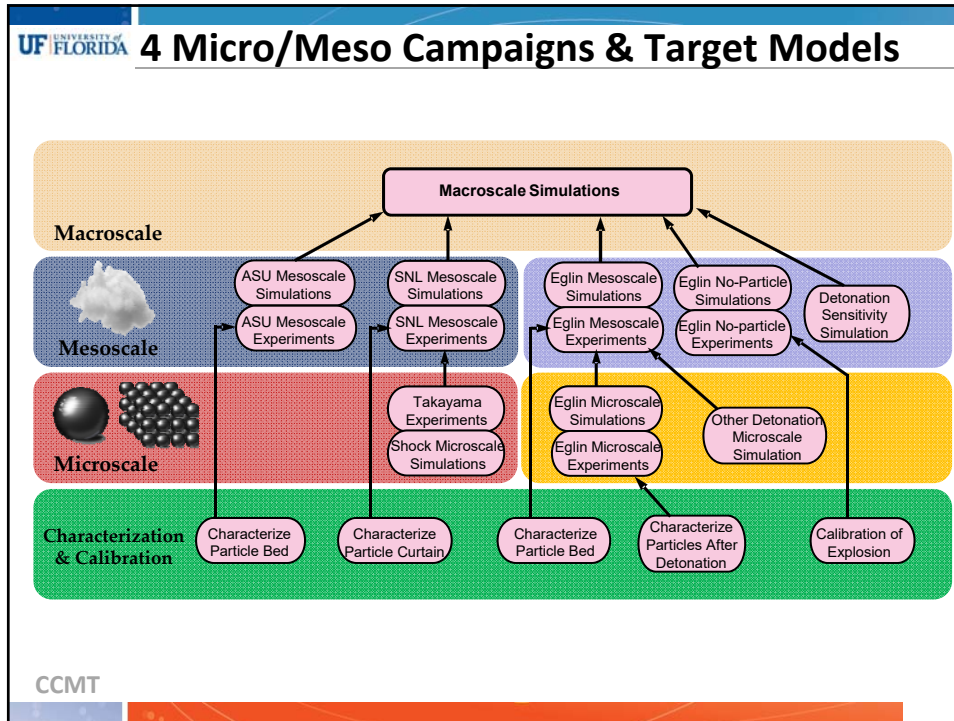 UF UNIVERSITY of
FLORIDA
4 Micro/Meso Campaigns & Target Models
Macroscale Simulations
Macroscale
ASU Mesoscale
Simulations
ASU Mesoscale
Experiments
SNL Mesoscale
Simulations
SNL Mesoscale
Experiments
Eglin Mesoscale
Simulations
Eglin Mesoscale
Experiments
Eglin No-Particle
Simulations
Eglin No-particle
Experiments
Detonation
Sensitivity
Simulation
Mesoscale
Takayama
Experiments
Shock Microscale
Simulations
Eglin Microscale
Simulations
Eglin Microscale
Experiments
Other Detonation
Microscale
Simulation
Microscale
Characterization
& Calibration
Characterize
Particle Bed
Characterize
Particle Curtain
Characterize
Particle Bed
Characterize
Particles After
Detonation
Calibration of
Explosion
CCMT